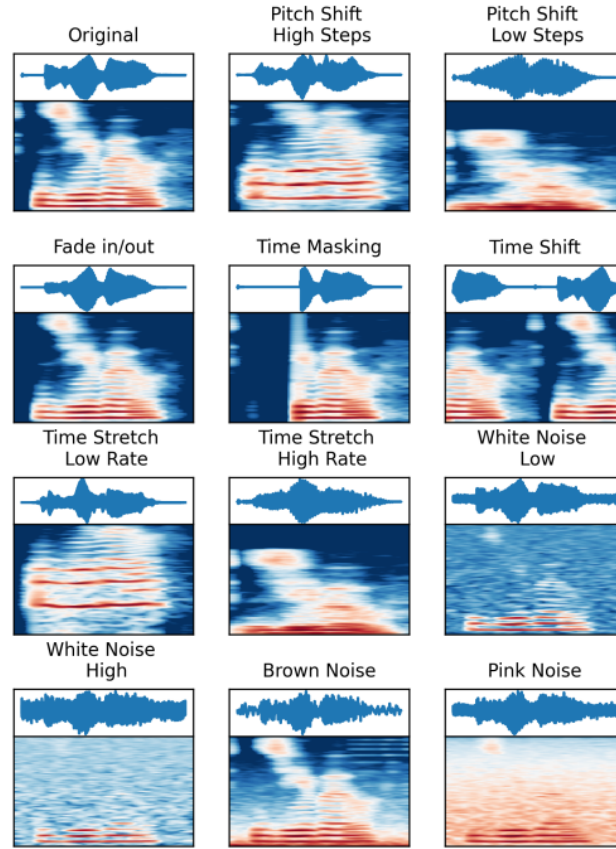 Original
Pitch Shift
High Steps
Pitch Shift
Low Steps
Fade in/out
Time Masking
Time Shift
Time Stretch
Low Rate
Time Stretch
High Rate
White Noise
Low
White Noise
High
Brown Noise
Pink Noise